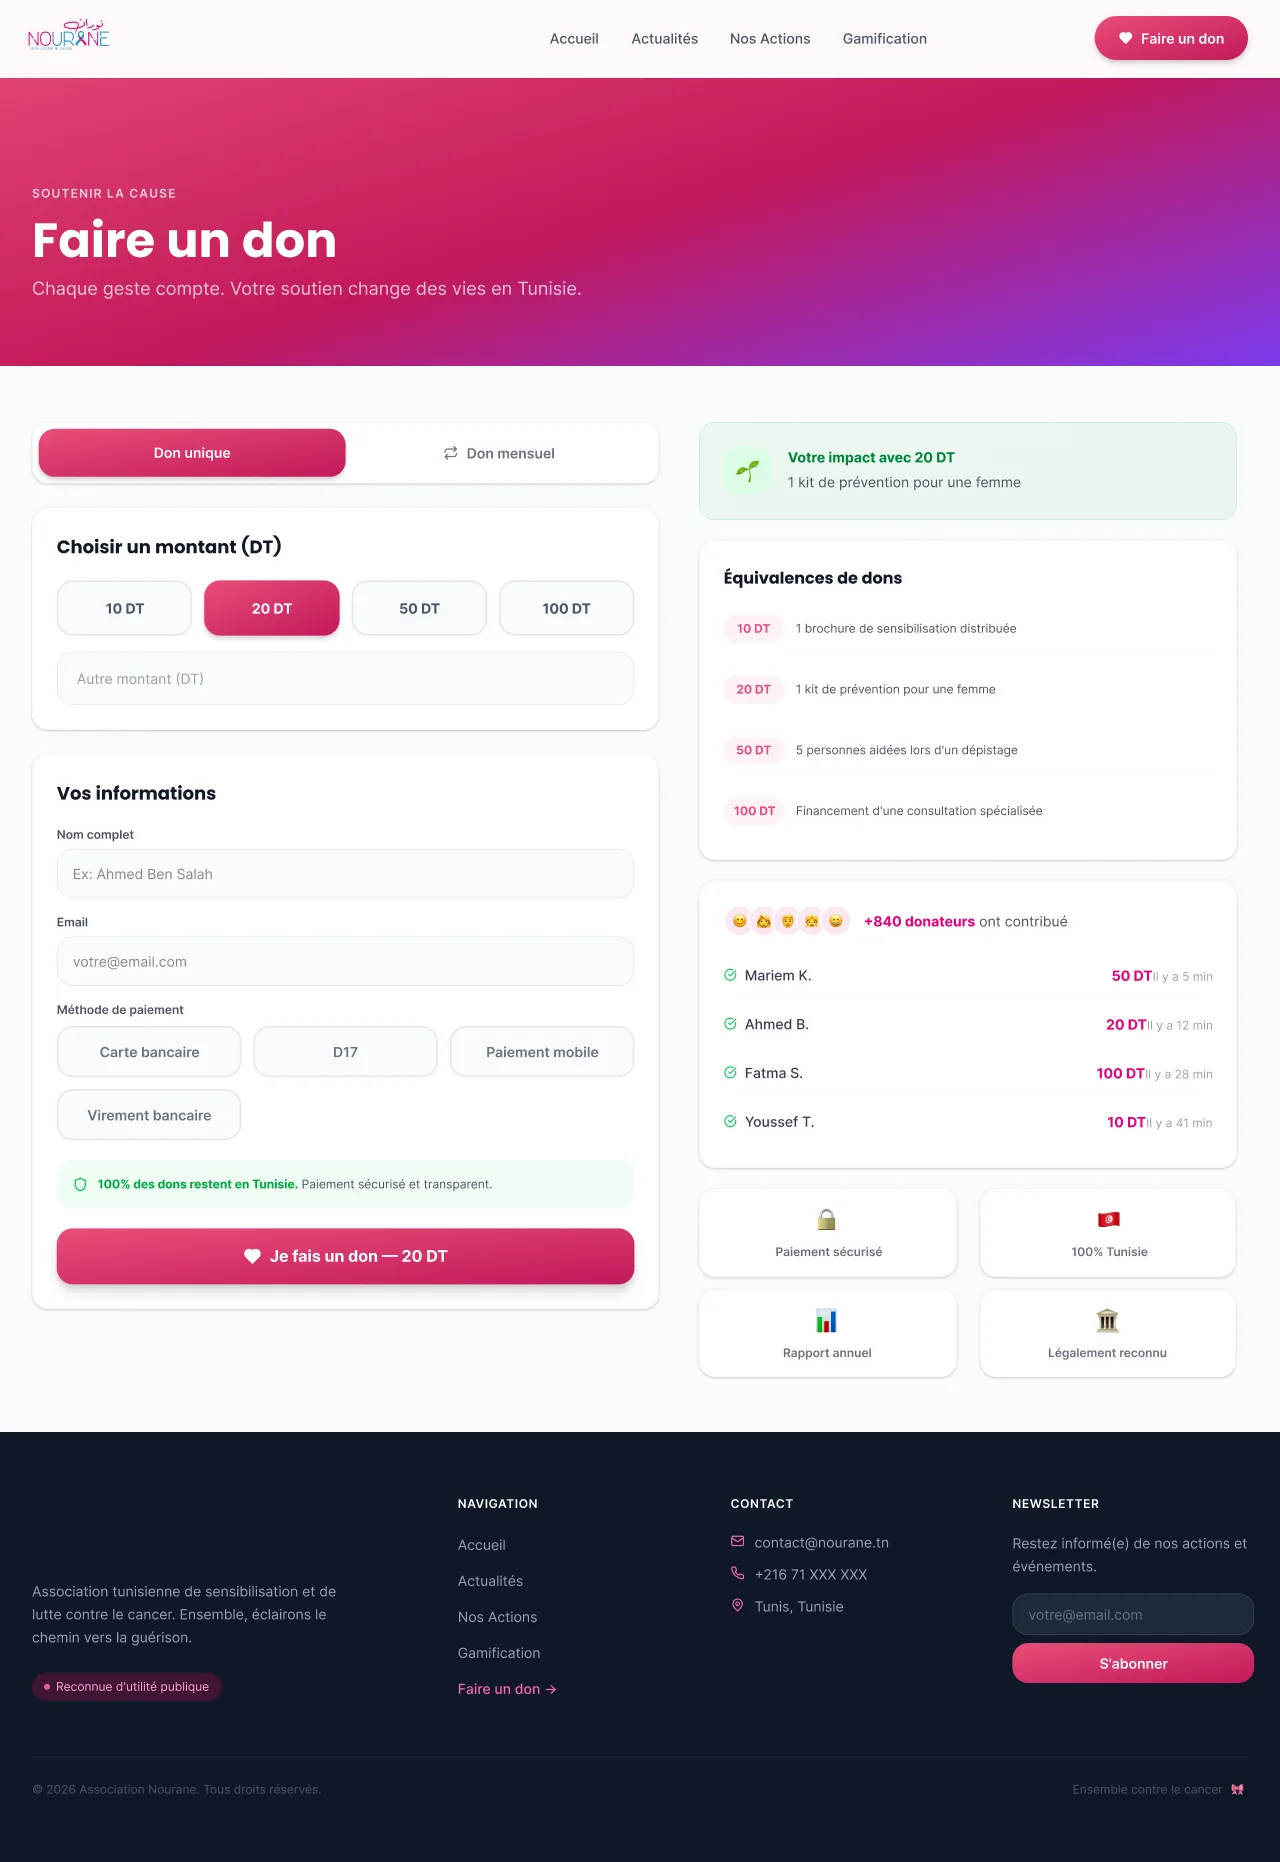 نوران
NOURANE
Accueil
Actualités
Nos Actions
Gamification
Faire un don
SOUTENIR LA CAUSE
Faire un don
Chaque geste compte. Votre soutien change des vies en Tunisie.
Don unique
Don mensuel
Choisir un montant (DT)
10 DT
20 DT
50 DT
100 DT
Autre montant (DT)
Vos informations
Nom complet
Ex: Ahmed Ben Salah
Email
votre@email.com
Méthode de paiement
Carte bancaire
D17
Paiement mobile
Virement bancaire
100% des dons restent en Tunisie. Paiement sécurisé et transparent.
Je fais un don — 20 DT
Votre impact avec 20 DT
1 kit de prévention pour une femme
Équivalences de dons
10 DT 1 brochure de sensibilisation distribuée
20 DT 1 kit de prévention pour une femme
50 DT 5 personnes aidées lors d'un dépistage
100 DT Financement d'une consultation spécialisée
+840 donateurs ont contribué
Mariem K. 50 DT Il y a 5 min
Ahmed B. 20 DT Il y a 12 min
Fatma S. 100 DT Il y a 28 min
Youssef T. 10 DT Il y a 41 min
Paiement sécurisé
100% Tunisie
Rapport annuel
Légalement reconnu
Association tunisienne de sensibilisation et de
lutte contre le cancer. Ensemble, éclairons le
chemin vers la guérison.
Reconnue d'utilité publique
NAVIGATION
Accueil
Actualités
Nos Actions
Gamification
Faire un don →
CONTACT
contact@nourane.tn
+216 71 XXX XXX
Tunis, Tunisie
NEWSLETTER
Restez informé(e) de nos actions et
événements.
votre@email.com
S'abonner
© 2026 Association Nourane. Tous droits réservés.
Ensemble contre le cancer